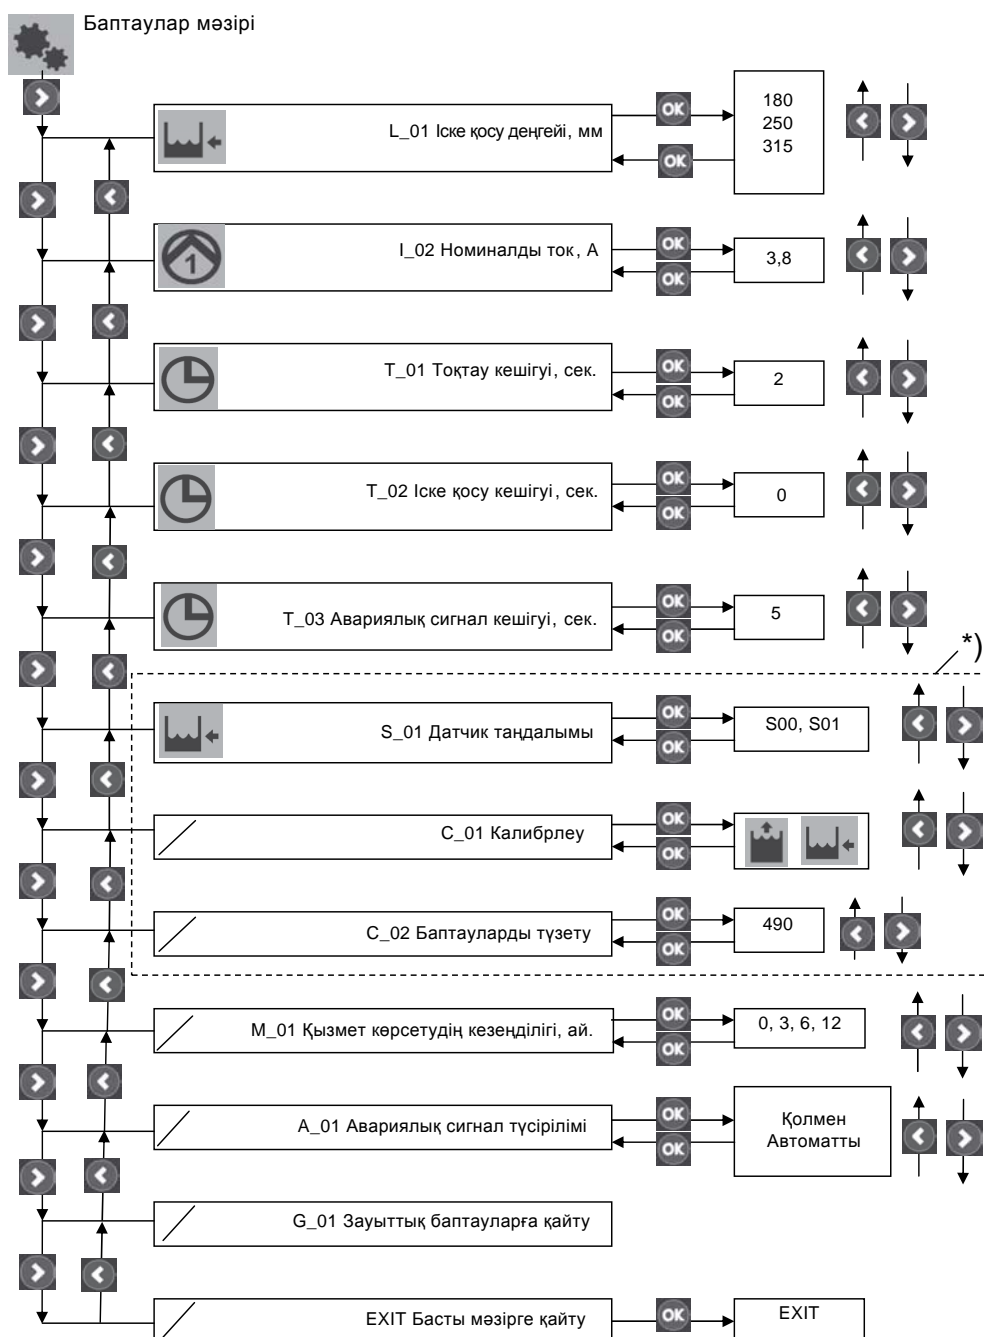 Баптаулар мәзірі
L_01 Іске қосу деңгейі, мм
OK
OK
180
250
315
1
I_02 Номиналды ток, А
OK
OK
3,8
T_01 Тоқтау кешігуі, сек.
OK
OK
2
T_02 Іске қосу кешігуі, сек.
OK
OK
0
T_03 Авариялық сигнал кешігуі, сек.
OK
OK
5
*)
S_01 Датчик таңдалымы
OK
OK
S00, S01
C_01 Калибрлеу
OK
OK
C_02 Баптауларды түзету
OK
OK
490
M_01 Қызмет көрсетудің кезеңділігі, ай.
OK
OK
0, 3, 6, 12
A_01 Авариялық сигнал түсірілімі
OK
OK
Қолмен
Автоматты
G_01 Зауыттық баптауларға қайту
EXIT Басты мәзірге қайту
OK
EXIT